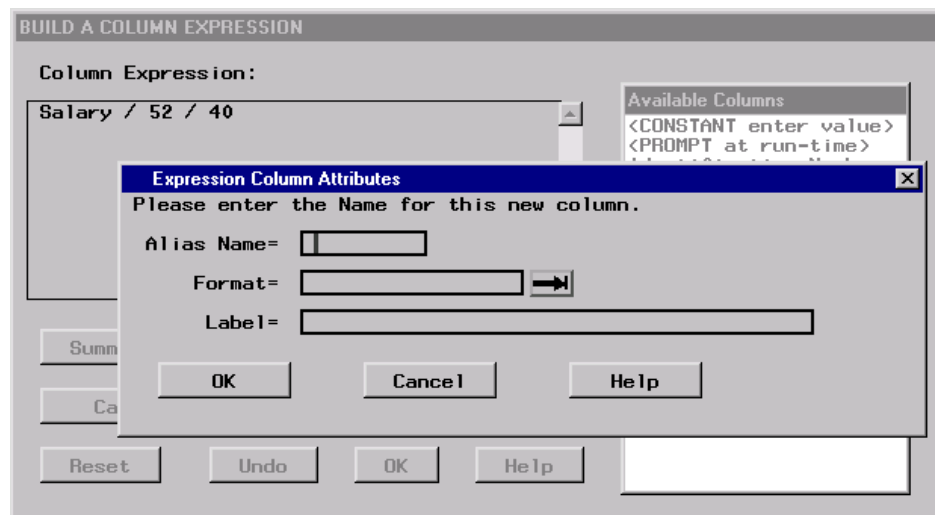 BUILD A COLUMN EXPRESSION
Column Expression:
Salary / 52 / 40
Available Columns
<CONSTANT enter value>
<PROMPT at run-time>
Expression Column Attributes
Please enter the Name for this new column.
Alias Name=
Format=
Label=
OK Cancel Help
Summ
Ca
Reset Undo OK Help